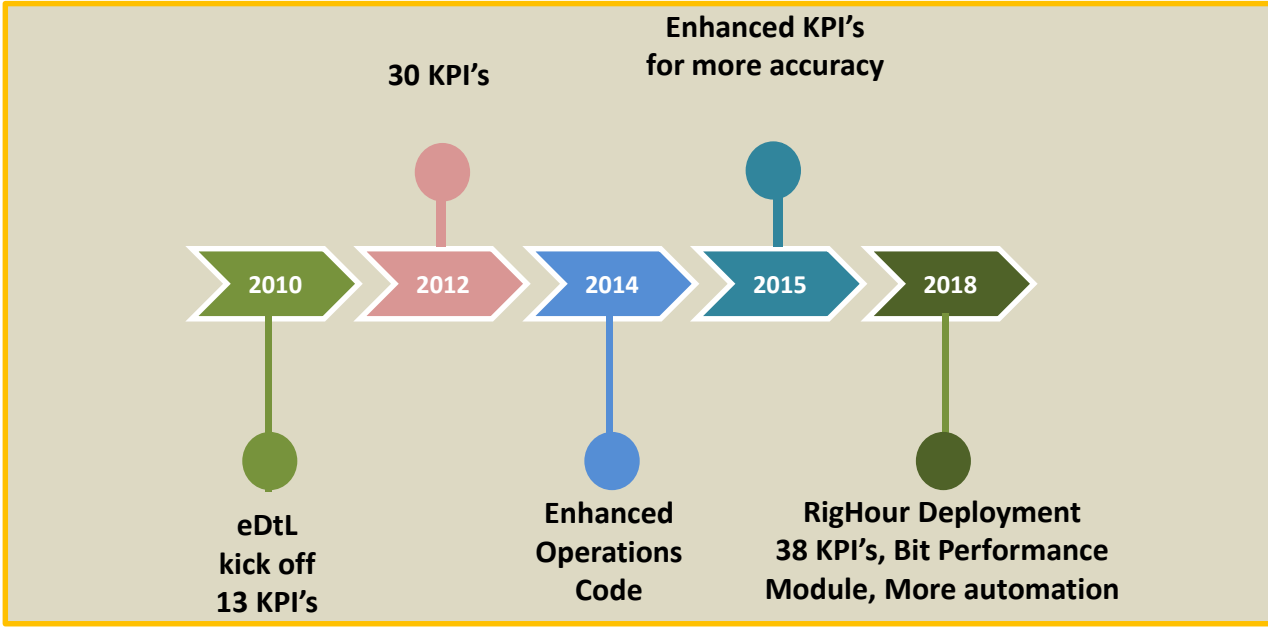 Enhanced KPI’s
for more accuracy
30 KPI’s
2010
2012
2014
2015
2018
eDtL
kick off
13 KPI’s
Enhanced
Operations
Code
RigHour Deployment
38 KPI’s, Bit Performance
Module, More automation